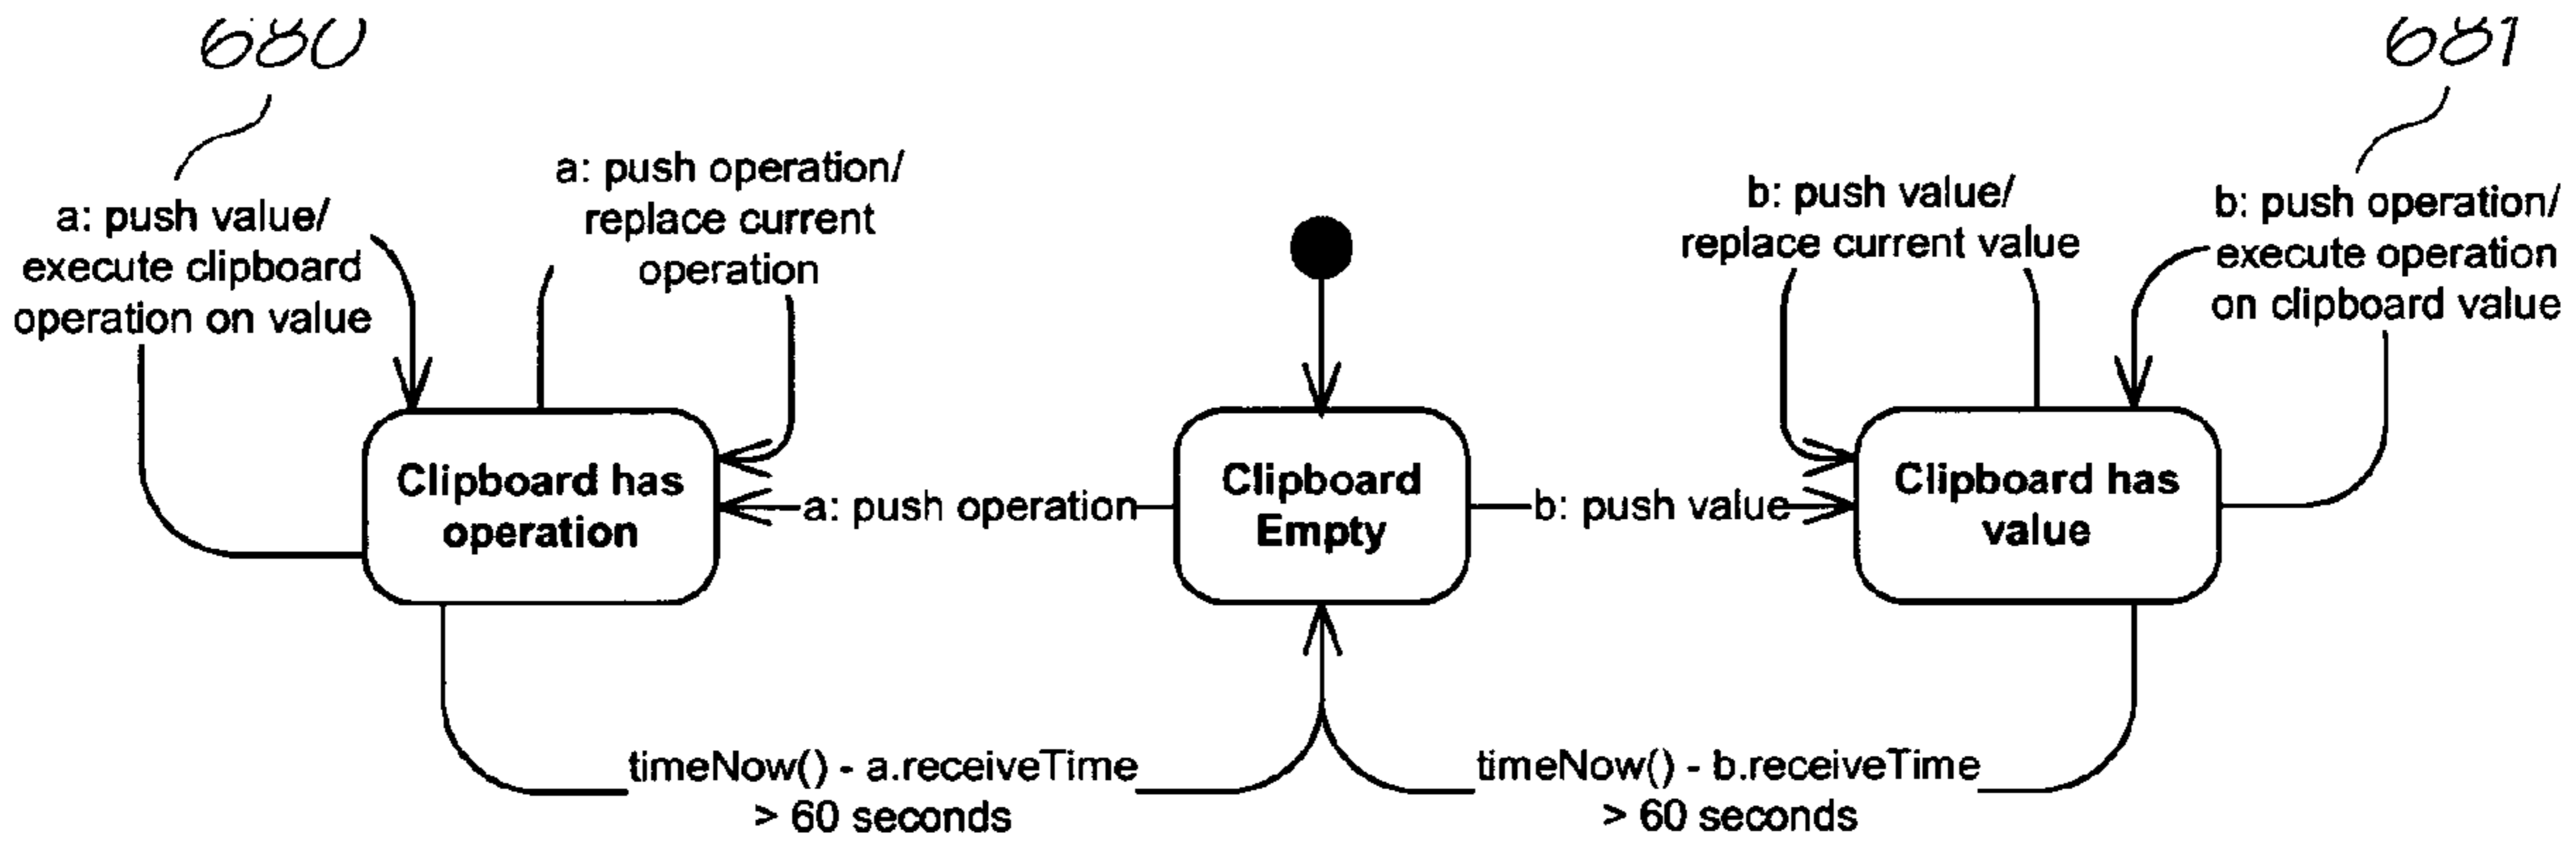 680
681
a: push value/
execute clipboard
operation on value
a: push operation/
replace current
operation
b: push value/
replace current value
b: push operation/
execute operation
on clipboard value
Clipboard has
operation
a: push operation
Clipboard
Empty
b: push value
Clipboard has
value
timeNow() - a.receiveTime
> 60 seconds
timeNow() - b.receiveTime
> 60 seconds